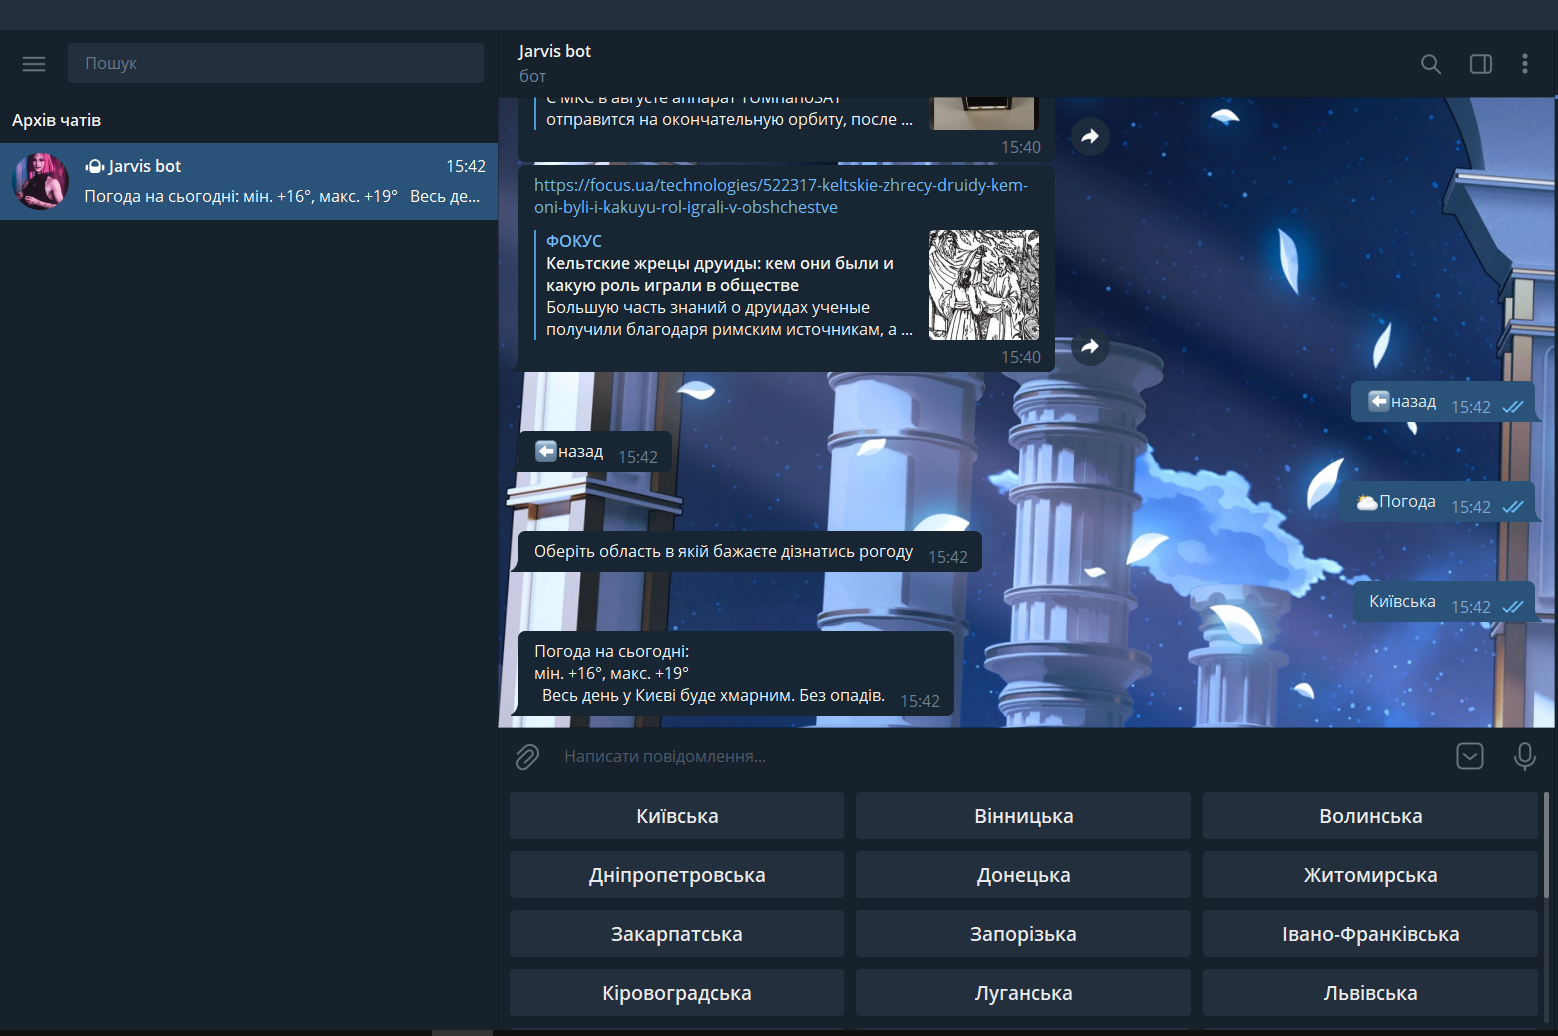 Пошук
Архів чатів
Jarvis bot 15:42
Погода на сьогодні: мін. +16°, макс. +19° Весь де...
Jarvis bot
бот
С МКС в августе аппарат TUMnanoSAT
отправится на окончательную орбиту, после ...
15:40
https://focus.ua/technologies/522317-keltskie-zhrecy-druidy-kem-
oni-byli-i-kakuyu-rol-igrali-v-obshchestve
ФОКУС
Кельтские жрецы друиды: кем они были и
какую роль играли в обществе
Большую часть знаний о друидах ученые
получили благодаря римским источникам, а ...
15:40
назад 15:42
назад 15:42
Погода 15:42
Оберіть область в якій бажаєте дізнатись рогоду 15:42
Київська 15:42
Погода на сьогодні:
мін. +16°, макс. +19°
Весь день у Києві буде хмарним. Без опадів. 15:42
Написати повідомлення...
Київська Вінницька Волинська
Дніпропетровська Донецька Житомирська
Закарпатська Запорізька Івано-Франківська
Кіровоградська Луганська Львівська